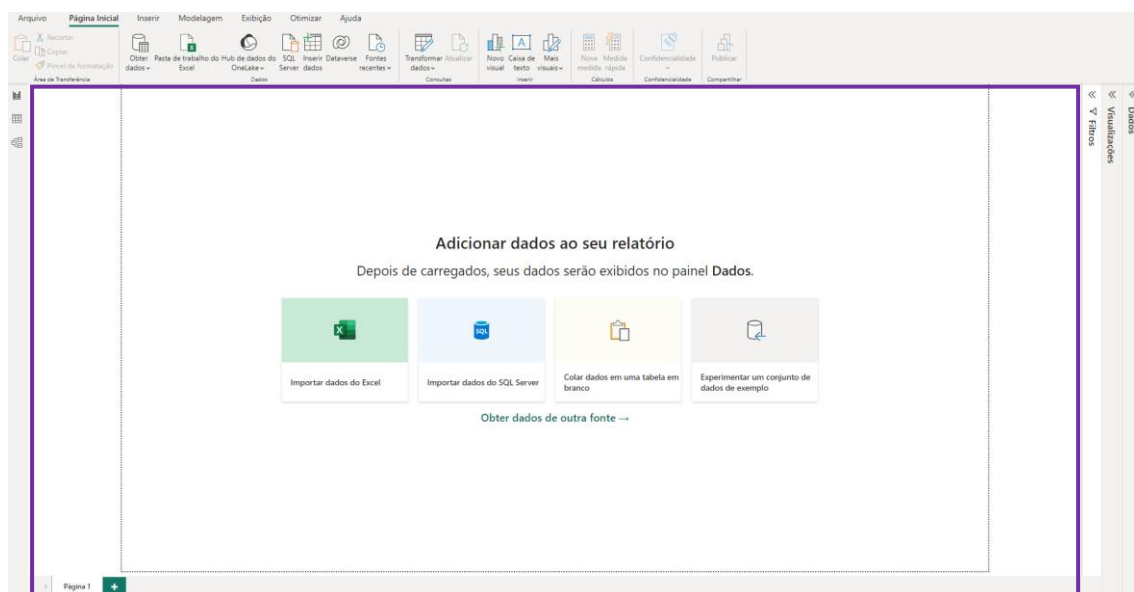 Arquivo Página Inicial Inserir Modelagem Exibição Otimizar Ajuda
Colar
Recortar
Copiar
Pincel de formatação
Área de Transferência
Obter dados
Pasta de trabalho do Excel
Hub de dados do OneLake
SQL Server
Inserir dados
Dataverse
Fontes recentes
Dados
Transformar dados
Atualizar
Consultas
Novo visual
Caixa de texto
Mais visuais
Inserir
Nova medida
Medida rápida
Cálculos
Confidencialidade
Confidencialidade
Publicar
Compartilhar
Filtros
Visualizações
Dados
Adicionar dados ao seu relatório
Depois de carregados, seus dados serão exibidos no painel Dados.
X
SQL
Importar dados do Excel
Importar dados do SQL Server
Colar dados em uma tabela em
branco
Experimentar um conjunto de
dados de exemplo
Obter dados de outra fonte →
Página 1